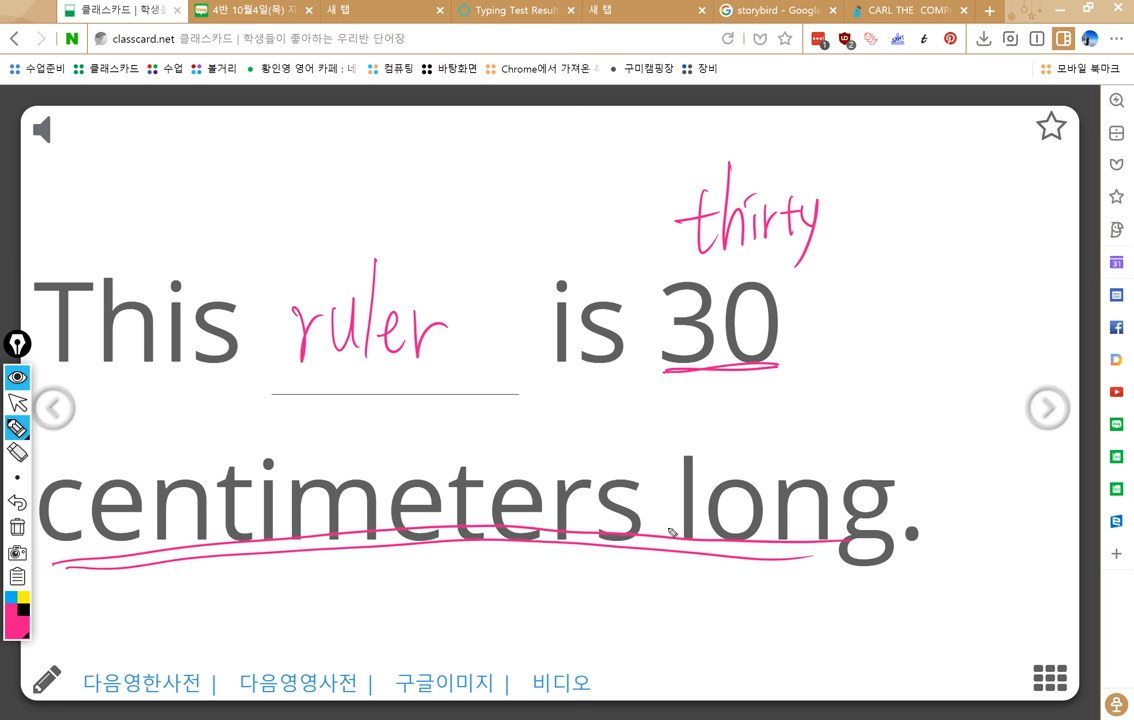 클래스카드 | 학생들
4반 10월4일(목) 지
새 탭
Typing Test Result
새 탭
storybird - Google
CARL THE COMP
classcard.net 클래스카드 | 학생들이 좋아하는 우리반 단어장
수업준비 클래스카드 수업 볼거리 황인영 영어 카페 : 네 컴퓨팅 바탕화면 Chrome에서 가져온 구미캠핑장 장비 모바일 북마크
thirty
This ruler is 30
centimeters long.
다음영한사전 | 다음영영사전 | 구글이미지 | 비디오